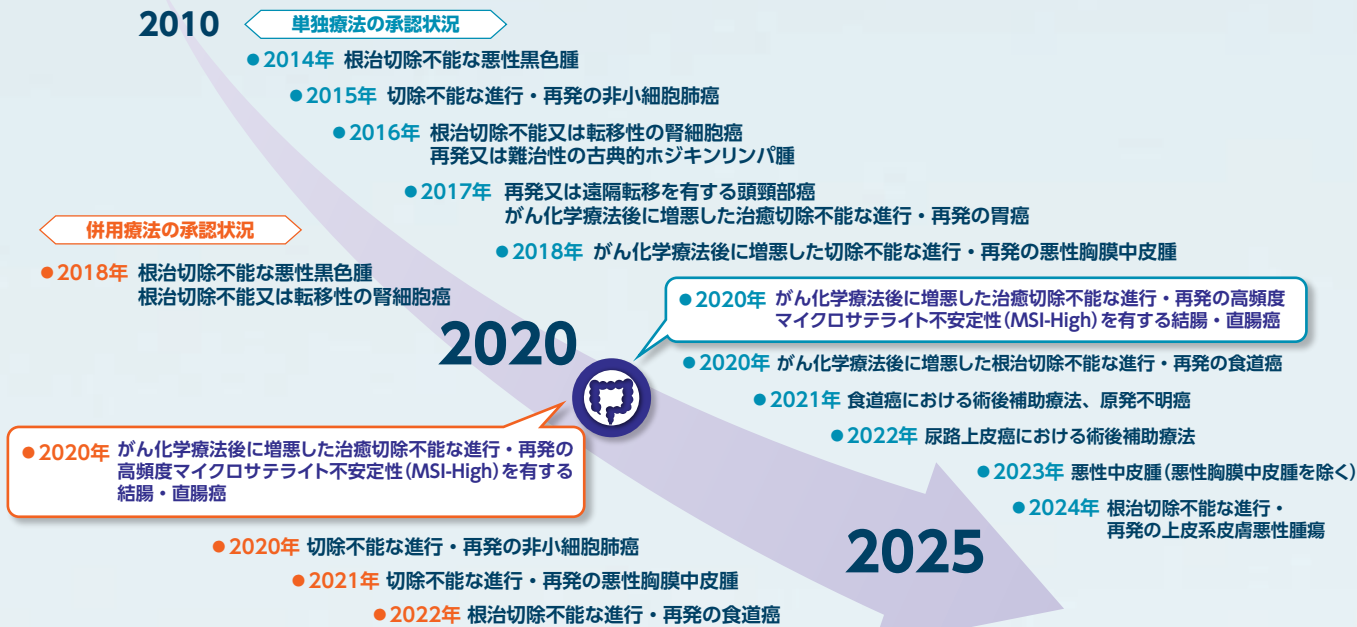 2010
単独療法の承認状況
●2014年 根治切除不能な悪性黒色腫
●2015年 切除不能な進行・再発の非小細胞肺癌
●2016年 根治切除不能又は転移性の腎細胞癌
再発又は難治性の古典的ホジキンリンパ腫
●2017年 再発又は遠隔転移を有する頭頸部癌
がん化学療法後に増悪した治癒切除不能な進行・再発の胃癌
●2018年 がん化学療法後に増悪した切除不能な進行・再発の悪性胸膜中皮腫
併用療法の承認状況
●2018年 根治切除不能な悪性黒色腫
根治切除不能又は転移性の腎細胞癌
2020
●2020年 がん化学療法後に増悪した治癒切除不能な進行・再発の高頻度
マイクロサテライト不安定性(MSI-High)を有する結腸・直腸癌
●2020年 がん化学療法後に増悪した根治切除不能な進行・再発の食道癌
●2021年 食道癌における術後補助療法、原発不明癌
●2022年 尿路上皮癌における術後補助療法
●2023年 悪性中皮腫(悪性胸膜中皮腫を除く)
●2024年 根治切除不能な進行・
再発の上皮系皮膚悪性腫瘍
●2020年 がん化学療法後に増悪した治癒切除不能な進行・再発の
高頻度マイクロサテライト不安定性(MSI-High)を有する
結腸・直腸癌
●2020年 切除不能な進行・再発の非小細胞肺癌
●2021年 切除不能な進行・再発の悪性胸膜中皮腫
●2022年 根治切除不能な進行・再発の食道癌
2025